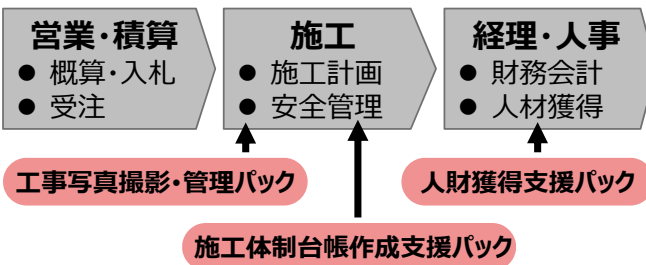 営業・積算
● 概算・入札
● 受注
施工
● 施工計画
● 安全管理
経理・人事
● 財務会計
● 人材獲得
工事写真撮影・管理パック
人財獲得支援パック
施工体制台帳作成支援パック